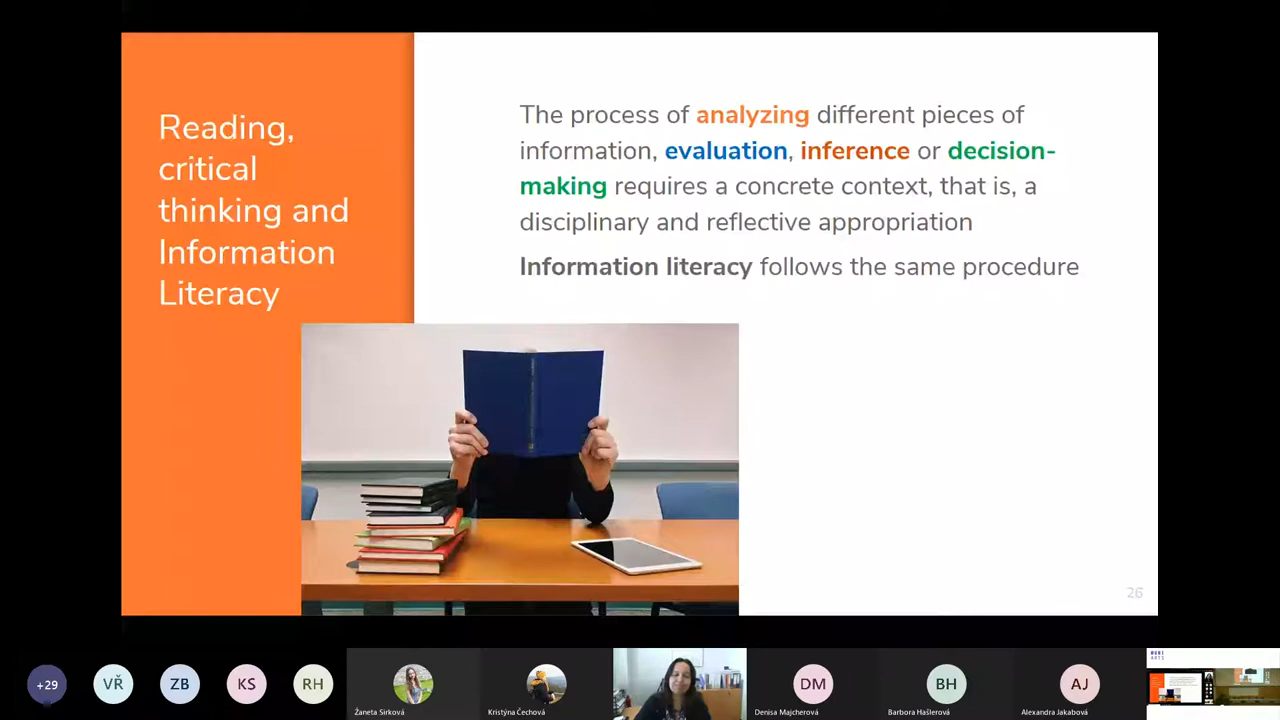 Reading,
critical
thinking and
Information
Literacy
The process of analyzing different pieces of
information, evaluation, inference or decision-
making requires a concrete context, that is, a
disciplinary and reflective appropriation
Information literacy follows the same procedure
26
+29
VŘ
ZB
KS
RH
Žaneta Sirková
Kristýna Čechová
DM
Denisa Majcherová
BH
Barbora Hašlerová
AJ
Alexandra Jakabová
MUNI
ARTS